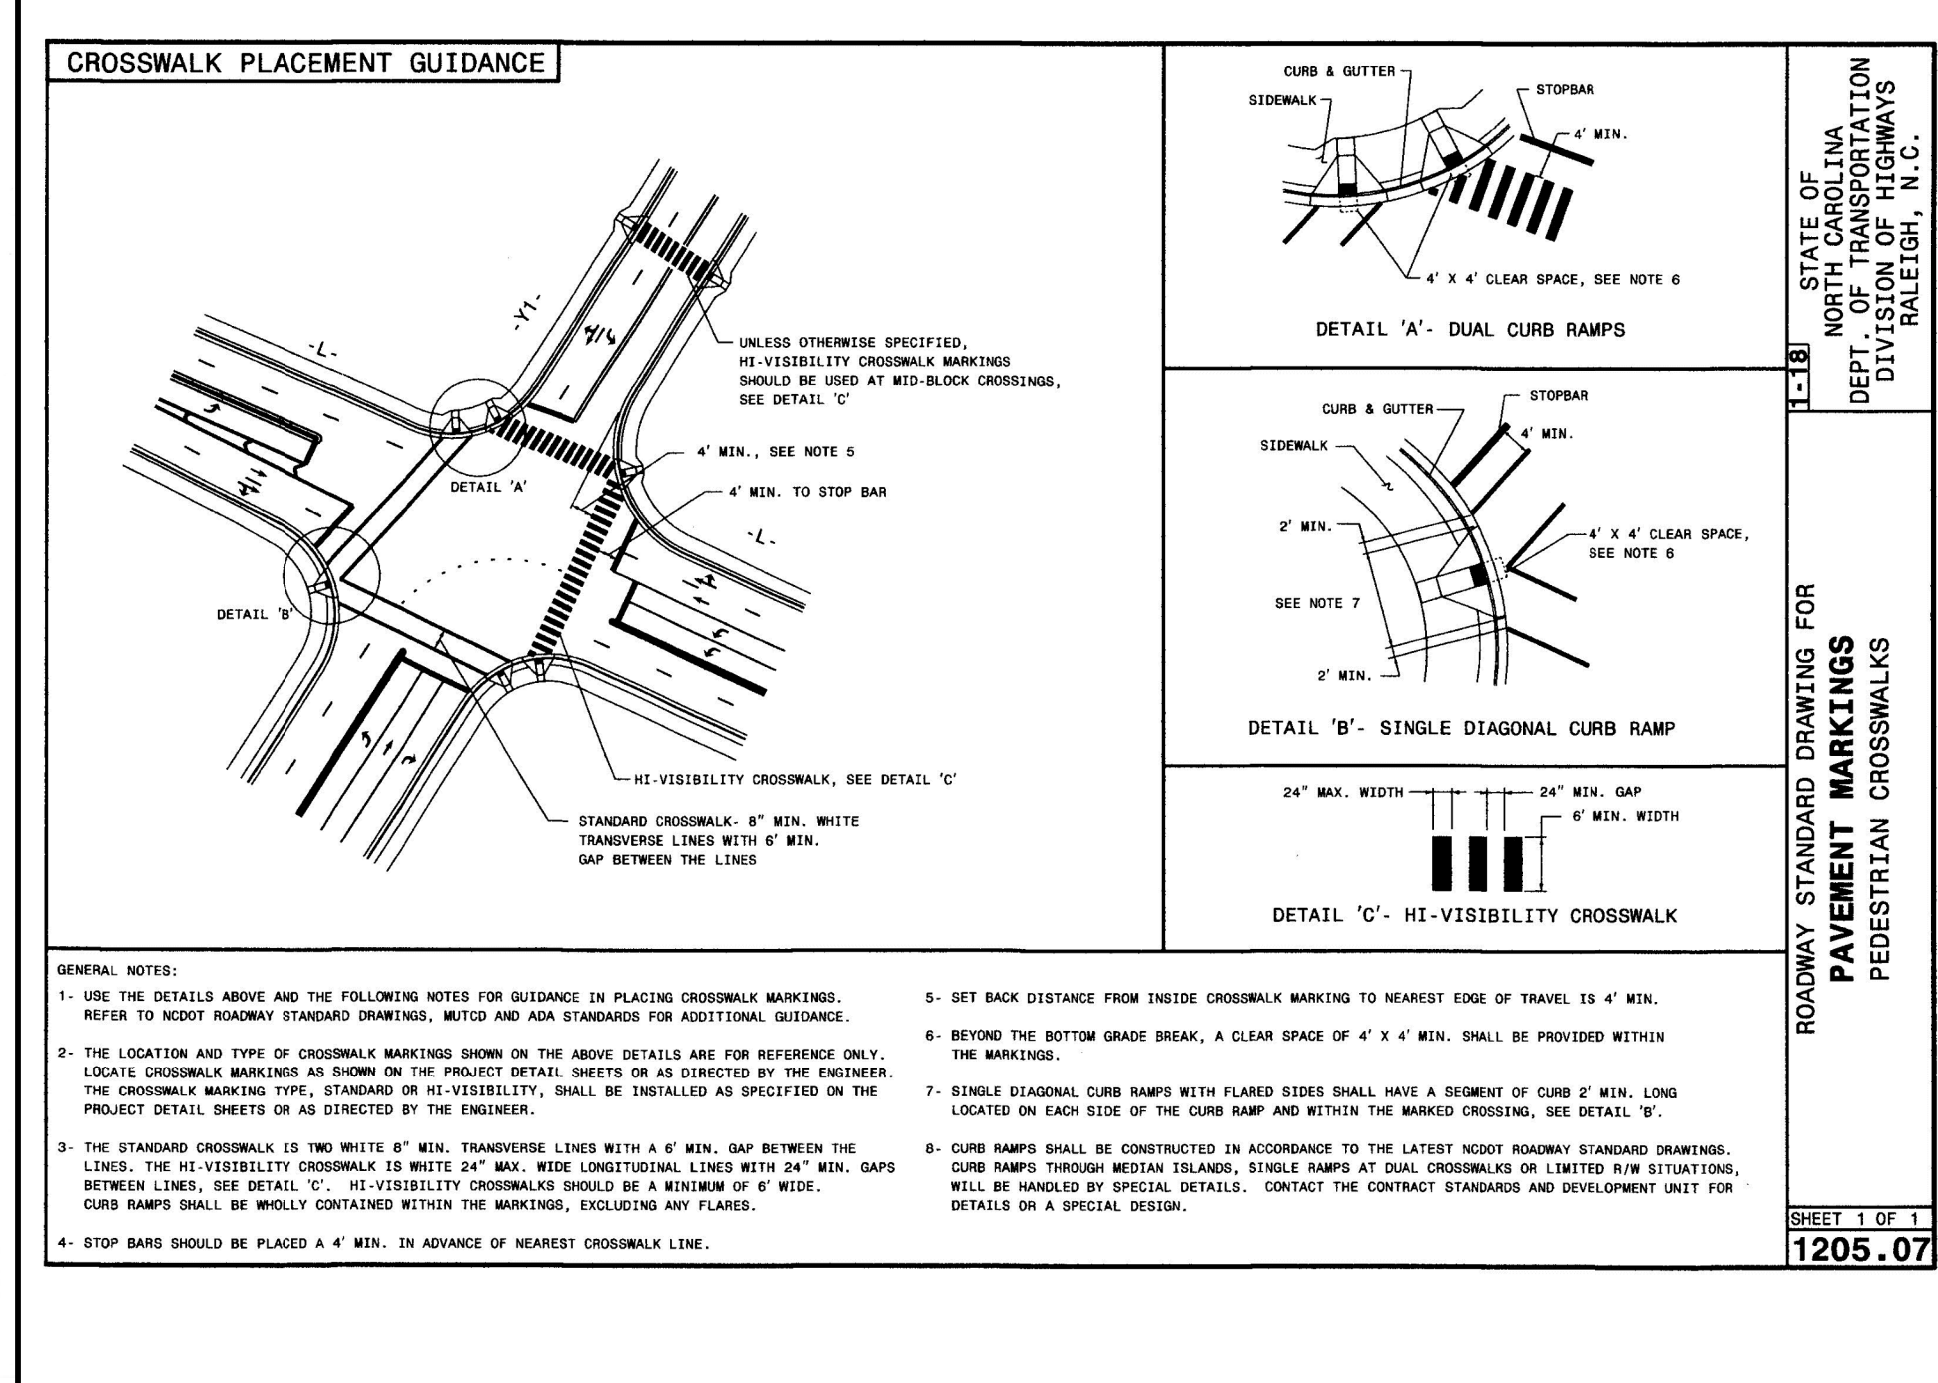 CROSSWALK PLACEMENT GUIDANCE
-Y1-
-L-
UNLESS OTHERWISE SPECIFIED,
HI-VISIBILITY CROSSWALK MARKINGS
SHOULD BE USED AT MID-BLOCK CROSSINGS,
SEE DETAIL 'C'
4' MIN., SEE NOTE 5
DETAIL 'A'
4' MIN. TO STOP BAR
-L-
DETAIL 'B'
HI-VISIBILITY CROSSWALK, SEE DETAIL 'C'
STANDARD CROSSWALK- 8" MIN. WHITE
TRANSVERSE LINES WITH 6' MIN.
GAP BETWEEN THE LINES
CURB & GUTTER
SIDEWALK
STOPBAR
4' MIN.
4' X 4' CLEAR SPACE, SEE NOTE 6
DETAIL 'A'- DUAL CURB RAMPS
STOPBAR
CURB & GUTTER
4' MIN.
SIDEWALK
2' MIN.
4' X 4' CLEAR SPACE,
SEE NOTE 6
SEE NOTE 7
2' MIN.
DETAIL 'B'- SINGLE DIAGONAL CURB RAMP
24" MAX. WIDTH
24" MIN. GAP
6' MIN. WIDTH
DETAIL 'C'- HI-VISIBILITY CROSSWALK
GENERAL NOTES:
1- USE THE DETAILS ABOVE AND THE FOLLOWING NOTES FOR GUIDANCE IN PLACING CROSSWALK MARKINGS.
REFER TO NCDOT ROADWAY STANDARD DRAWINGS, MUTCD AND ADA STANDARDS FOR ADDITIONAL GUIDANCE.
2- THE LOCATION AND TYPE OF CROSSWALK MARKINGS SHOWN ON THE ABOVE DETAILS ARE FOR REFERENCE ONLY.
LOCATE CROSSWALK MARKINGS AS SHOWN ON THE PROJECT DETAIL SHEETS OR AS DIRECTED BY THE ENGINEER.
THE CROSSWALK MARKING TYPE, STANDARD OR HI-VISIBILITY, SHALL BE INSTALLED AS SPECIFIED ON THE
PROJECT DETAIL SHEETS OR AS DIRECTED BY THE ENGINEER.
3- THE STANDARD CROSSWALK IS TWO WHITE 8" MIN. TRANSVERSE LINES WITH A 6' MIN. GAP BETWEEN THE
LINES. THE HI-VISIBILITY CROSSWALK IS WHITE 24" MAX. WIDE LONGITUDINAL LINES WITH 24" MIN. GAPS
BETWEEN LINES, SEE DETAIL 'C'. HI-VISIBILITY CROSSWALKS SHOULD BE A MINIMUM OF 6' WIDE.
CURB RAMPS SHALL BE WHOLLY CONTAINED WITHIN THE MARKINGS, EXCLUDING ANY FLARES.
4- STOP BARS SHOULD BE PLACED A 4' MIN. IN ADVANCE OF NEAREST CROSSWALK LINE.
5- SET BACK DISTANCE FROM INSIDE CROSSWALK MARKING TO NEAREST EDGE OF TRAVEL IS 4' MIN.
6- BEYOND THE BOTTOM GRADE BREAK, A CLEAR SPACE OF 4' X 4' MIN. SHALL BE PROVIDED WITHIN
THE MARKINGS.
7- SINGLE DIAGONAL CURB RAMPS WITH FLARED SIDES SHALL HAVE A SEGMENT OF CURB 2' MIN. LONG
LOCATED ON EACH SIDE OF THE CURB RAMP AND WITHIN THE MARKED CROSSING, SEE DETAIL 'B'.
8- CURB RAMPS SHALL BE CONSTRUCTED IN ACCORDANCE TO THE LATEST NCDOT ROADWAY STANDARD DRAWINGS.
CURB RAMPS THROUGH MEDIAN ISLANDS, SINGLE RAMPS AT DUAL CROSSWALKS OR LIMITED R/W SITUATIONS,
WILL BE HANDLED BY SPECIAL DETAILS. CONTACT THE CONTRACT STANDARDS AND DEVELOPMENT UNIT FOR
DETAILS OR A SPECIAL DESIGN.
1-18
STATE OF
NORTH CAROLINA
DEPT. OF TRANSPORTATION
DIVISION OF HIGHWAYS
RALEIGH, N.C.
ROADWAY STANDARD DRAWING FOR
PAVEMENT MARKINGS
PEDESTRIAN CROSSWALKS
SHEET 1 OF 1
1205.07